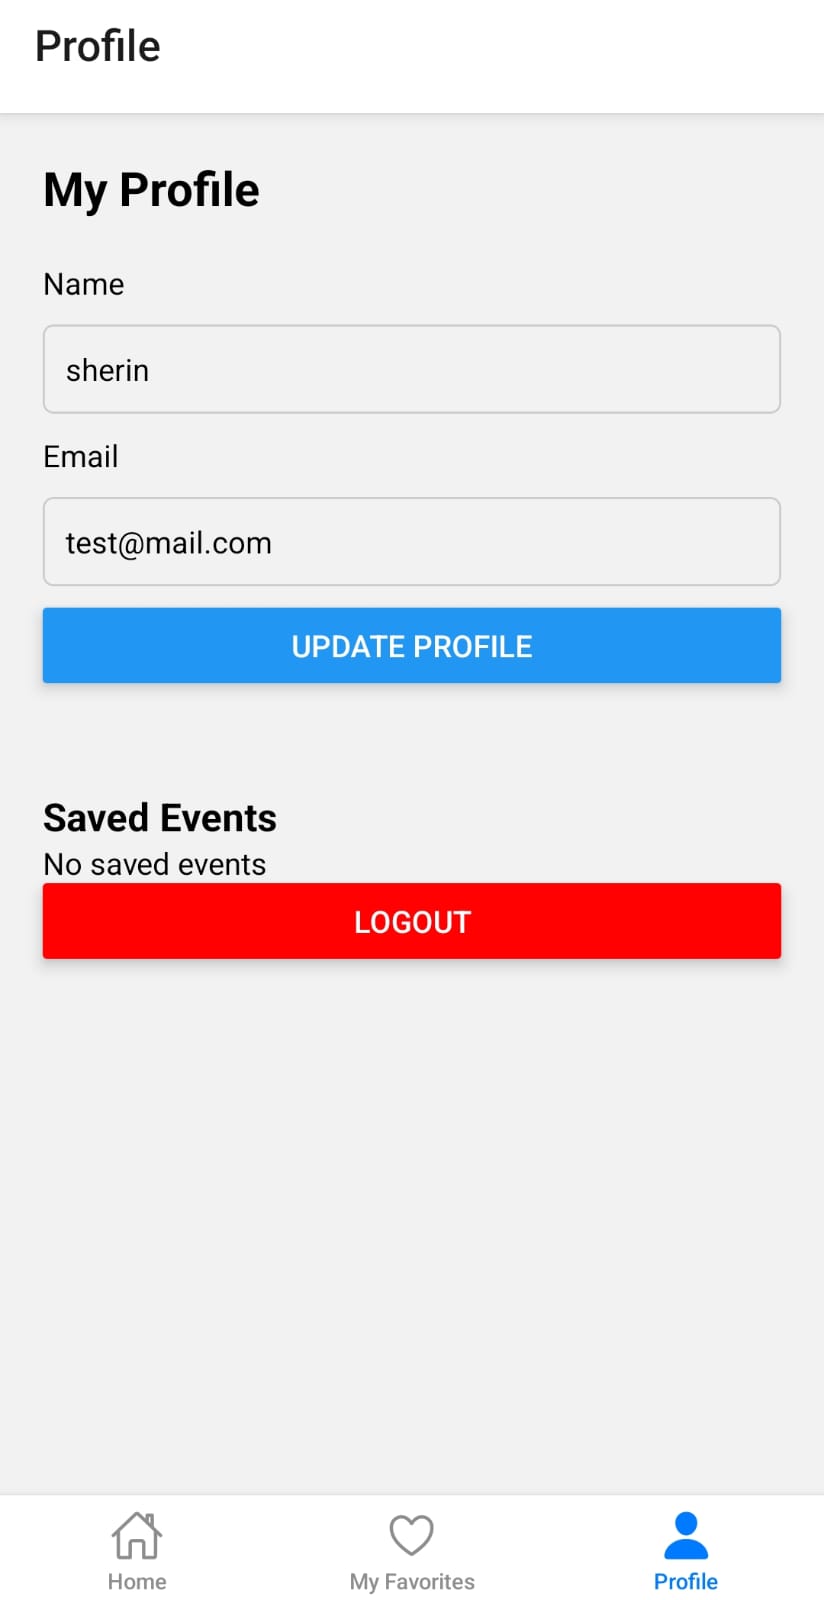 Profile
My Profile
Name
sherin
Email
test@mail.com
UPDATE PROFILE
Saved Events
No saved events
LOGOUT
Home
My Favorites
Profile